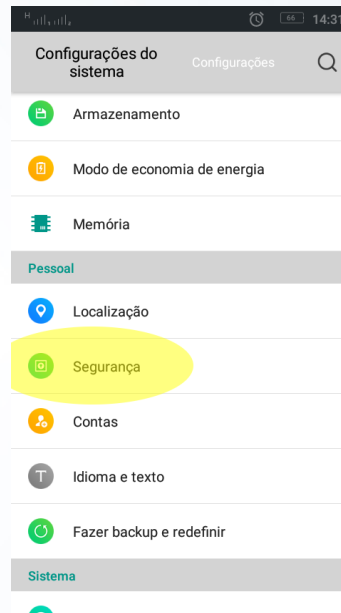 H 66 14:31
Configurações do
sistema
Configurações
Armazenamento
Modo de economia de energia
Memória
Pessoal
Localização
Segurança
Contas
T Idioma e texto
Fazer backup e redefinir
Sistema